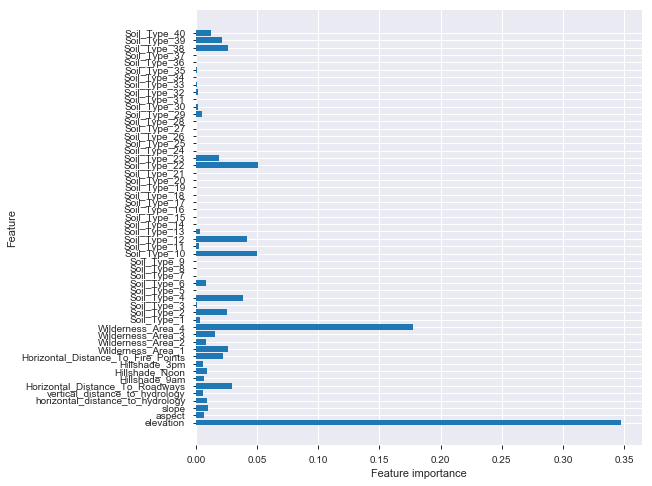 Soil_Type_40
Soil_Type_39
Soil_Type_38
Soil_Type_37
Soil_Type_36
Soil_Type_35
Soil_Type_34
Soil_Type_33
Soil_Type_32
Soil_Type_31
Soil_Type_30
Soil_Type_29
Soil_Type_28
Soil_Type_27
Soil_Type_26
Soil_Type_25
Soil_Type_24
Soil_Type_23
Soil_Type_22
Soil_Type_21
Soil_Type_20
Soil_Type_19
Soil_Type_18
Soil_Type_17
Soil_Type_16
Soil_Type_15
Soil_Type_14
Soil_Type_13
Soil_Type_12
Soil_Type_11
Soil_Type_10
Soil_Type_9
Soil_Type_8
Soil_Type_7
Soil_Type_6
Soil_Type_5
Soil_Type_4
Soil_Type_3
Soil_Type_2
Soil_Type_1
Wilderness_Area_4
Wilderness_Area_3
Wilderness_Area_2
Wilderness_Area_1
Horizontal_Distance_To_Fire_Points
Hillshade_3pm
Hillshade_Noon
Hillshade_9am
Horizontal_Distance_To_Roadways
vertical_distance_to_hydrology
horizontal_distance_to_hydrology
slope
aspect
elevation
Feature
0.00 0.05 0.10 0.15 0.20 0.25 0.30 0.35
Feature importance